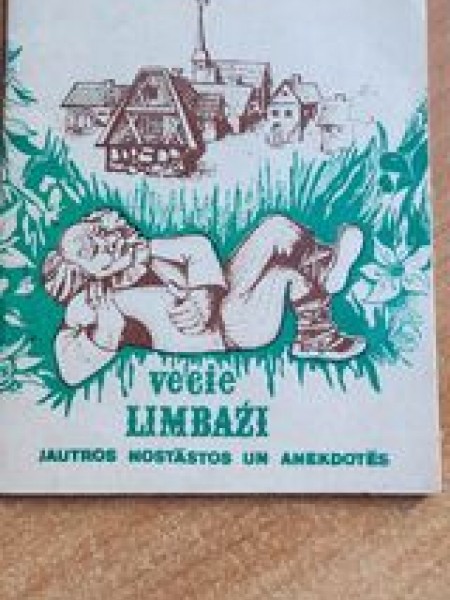 vecie
LIMBAŽI
JAUTROS NOSTĀSTOS UN ANEKDOTĒS